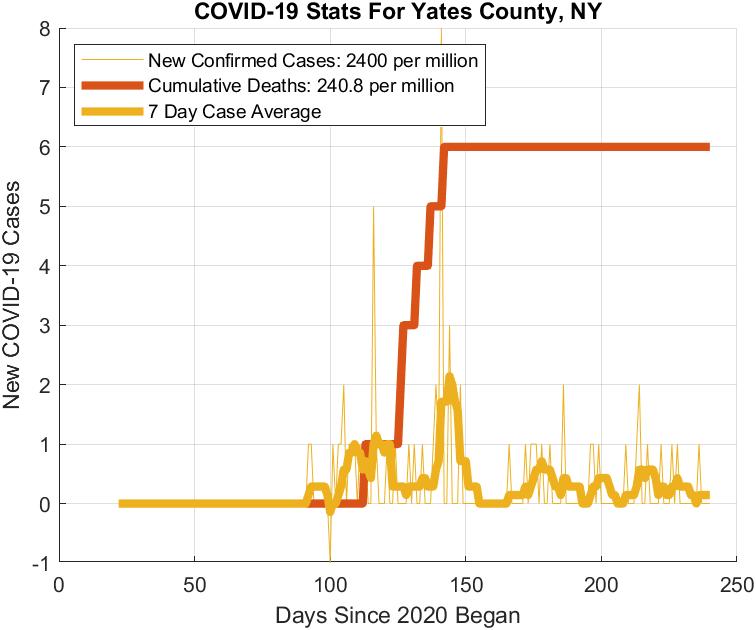 COVID-19 Stats For Yates County, NY
New Confirmed Cases: 2400 per million
Cumulative Deaths: 240.8 per million
7 Day Case Average
New COVID-19 Cases
8
7
6
5
4
3
2
1
0
-1
0 50 100 150 200 250
Days Since 2020 Began